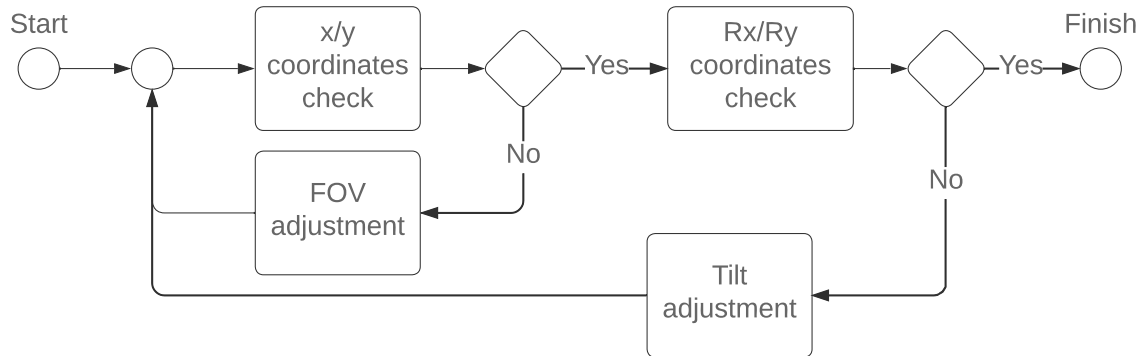 Start
x/y
coordinates
check
Yes
Rx/Ry
coordinates
check
Yes
Finish
No
FOV
adjustment
No
Tilt
adjustment